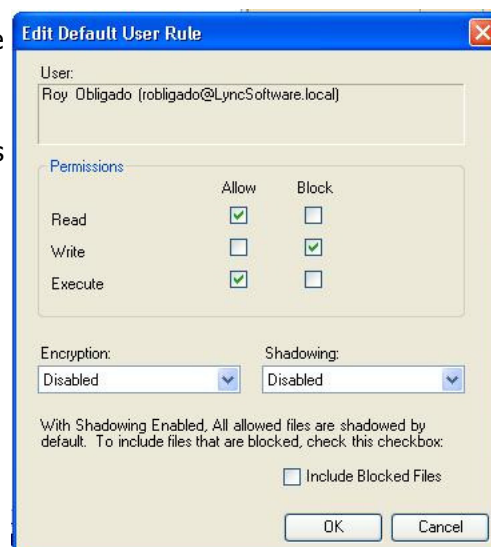 Edit Default User Rule
e
User:
Roy Obligado (robligado@LyncSoftware.local)
s
Permissions
Allow Block
Read
Write
Execute
Encryption: Shadowing:
Disabled Disabled
With Shadowing Enabled, All allowed files are shadowed by
default. To include files that are blocked, check this checkbox:
Include Blocked Files
OK Cancel